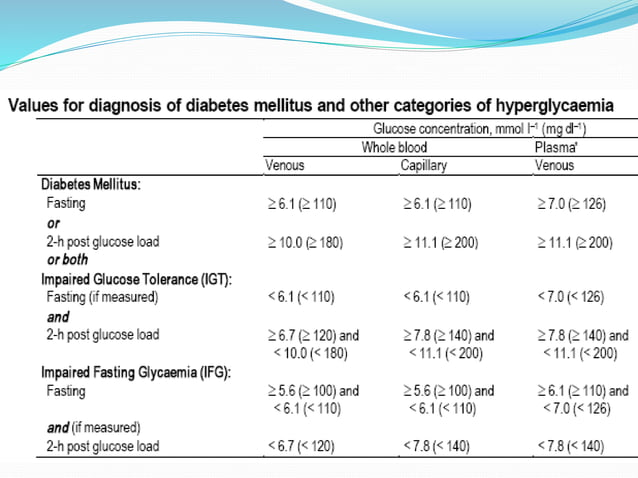 Values for diagnosis of diabetes mellitus and other categories of hyperglycaemia
Glucose concentration, mmol l⁻¹ (mg dl⁻¹)
Whole blood Plasma*
Venous Capillary Venous
Diabetes Mellitus:
Fasting ≥ 6.1 (≥ 110) ≥ 6.1 (≥ 110) ≥ 7.0 (≥ 126)
or
2-h post glucose load ≥ 10.0 (≥ 180) ≥ 11.1 (≥ 200) ≥ 11.1 (≥ 200)
or both
Impaired Glucose Tolerance (IGT):
Fasting (if measured) < 6.1 (< 110) < 6.1 (< 110) < 7.0 (< 126)
and
2-h post glucose load ≥ 6.7 (≥ 120) and ≥ 7.8 (≥ 140) and ≥ 7.8 (≥ 140) and
< 10.0 (< 180) < 11.1 (< 200) < 11.1 (< 200)
Impaired Fasting Glycaemia (IFG):
Fasting ≥ 5.6 (≥ 100) and ≥ 5.6 (≥ 100) and ≥ 6.1 (≥ 110) and
< 6.1 (< 110) < 6.1 (< 110) < 7.0 (< 126)
and (if measured)
2-h post glucose load < 6.7 (< 120) < 7.8 (< 140) < 7.8 (< 140)